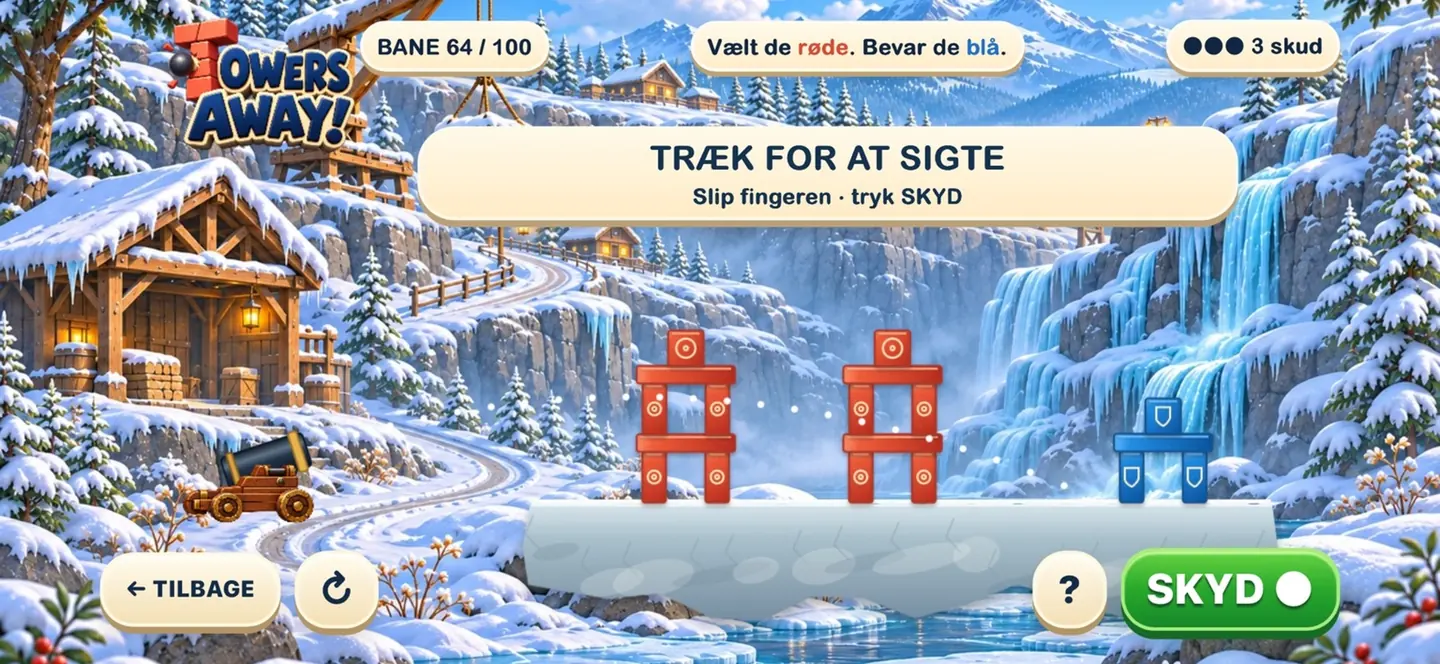 TOWERS
AWAY!
BANE 64 / 100
Vælt de røde. Bevar de blå.
3 skud
TRÆK FOR AT SIGTE
Slip fingeren · tryk SKYD
← TILBAGE
?
SKYD